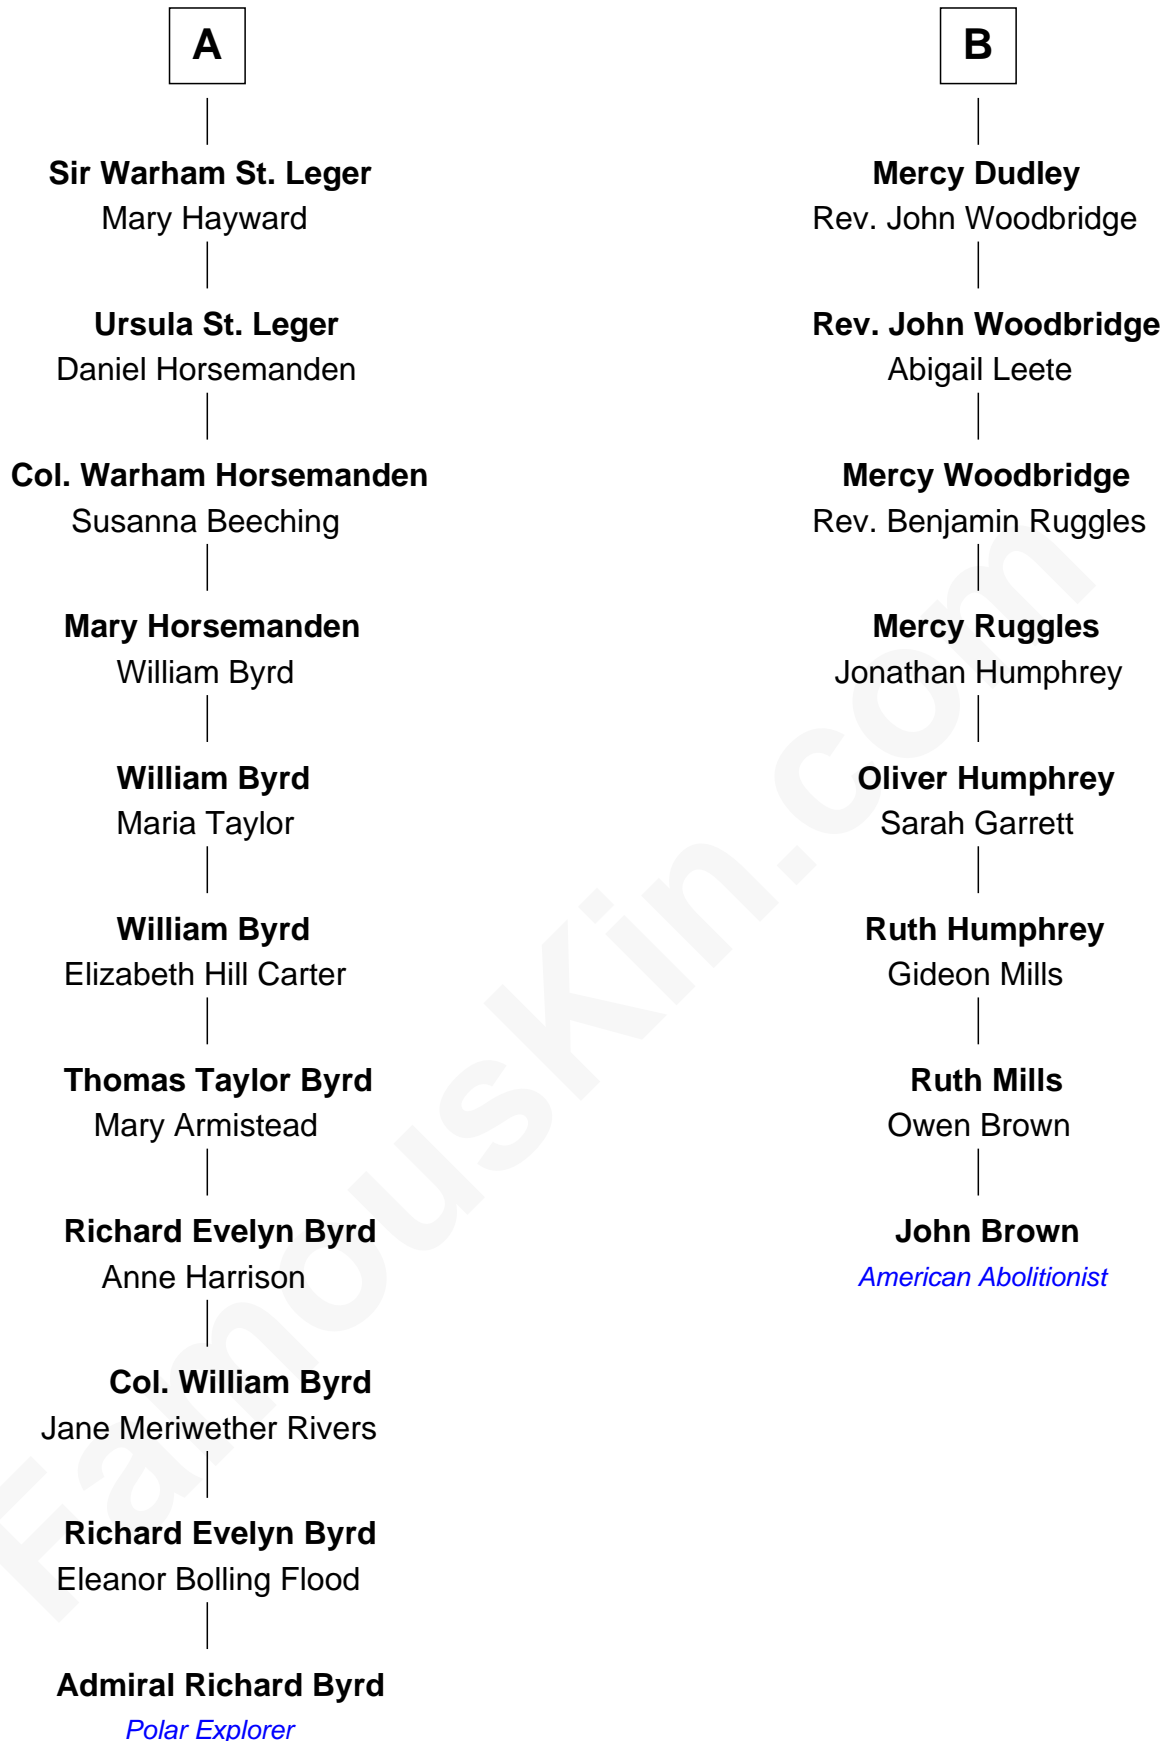 A
Sir Warham St. Leger
Mary Hayward
Ursula St. Leger
Daniel Horsemanden
Col. Warham Horsemanden
Susanna Beeching
Mary Horsemanden
William Byrd
William Byrd
Maria Taylor
William Byrd
Elizabeth Hill Carter
Thomas Taylor Byrd
Mary Armistead
Richard Evelyn Byrd
Anne Harrison
Col. William Byrd
Jane Meriwether Rivers
Richard Evelyn Byrd
Eleanor Bolling Flood
Admiral Richard Byrd
Polar Explorer
B
Mercy Dudley
Rev. John Woodbridge
Rev. John Woodbridge
Abigail Leete
Mercy Woodbridge
Rev. Benjamin Ruggles
Mercy Ruggles
Jonathan Humphrey
Oliver Humphrey
Sarah Garrett
Ruth Humphrey
Gideon Mills
Ruth Mills
Owen Brown
John Brown
American Abolitionist
FamousKin.com